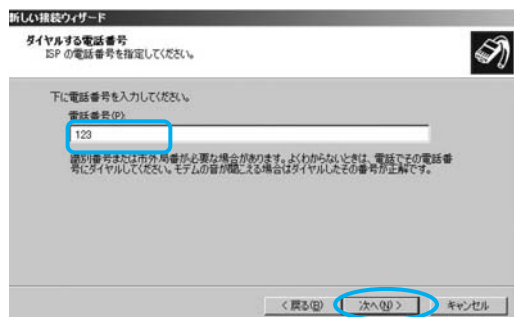 新しい接続ウィザード
ダイヤルする電話番号
ISP の電話番号を指定してください。
下に電話番号を入力してください。
電話番号(P):
123
識別番号または市外局番が必要な場合があります。よくわからないときは、電話でその電話番
号にダイヤルしてください。モデムの音が聞こえる場合はダイヤルしたその番号が正解です。
< 戻る(B)
次へ(N) >
キャンセル